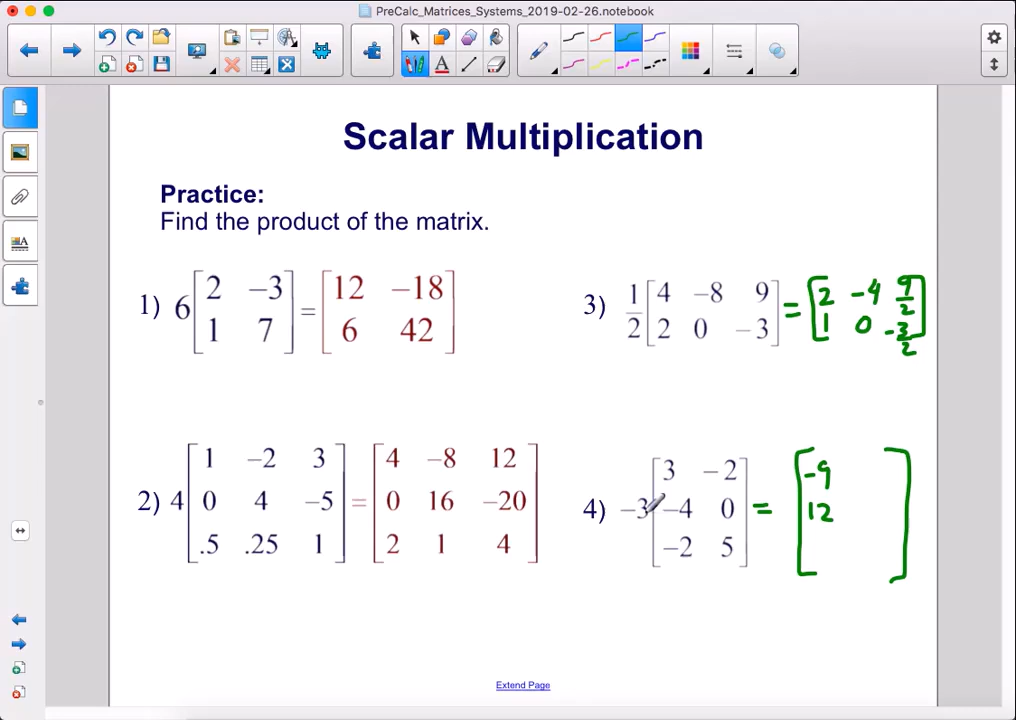 PreCalc_Matrices_Systems_2019-02-26.notebook
A
A
Scalar Multiplication
Practice:
Find the product of the matrix.
1) 6 [2 −3 = [12 −18
1 7] 6 42]
3) 1/2 [4 −8 9 = [2 -4 9/2
2 0 −3] 1 0 -3/2]
2) 4 [1 −2 3 = [4 −8 12
0 4 −5 0 16 −20
.5 .25 1] 2 1 4]
4) −3 [3 −2 = [-9
−4 0 12
−2 5] ]
Extend Page